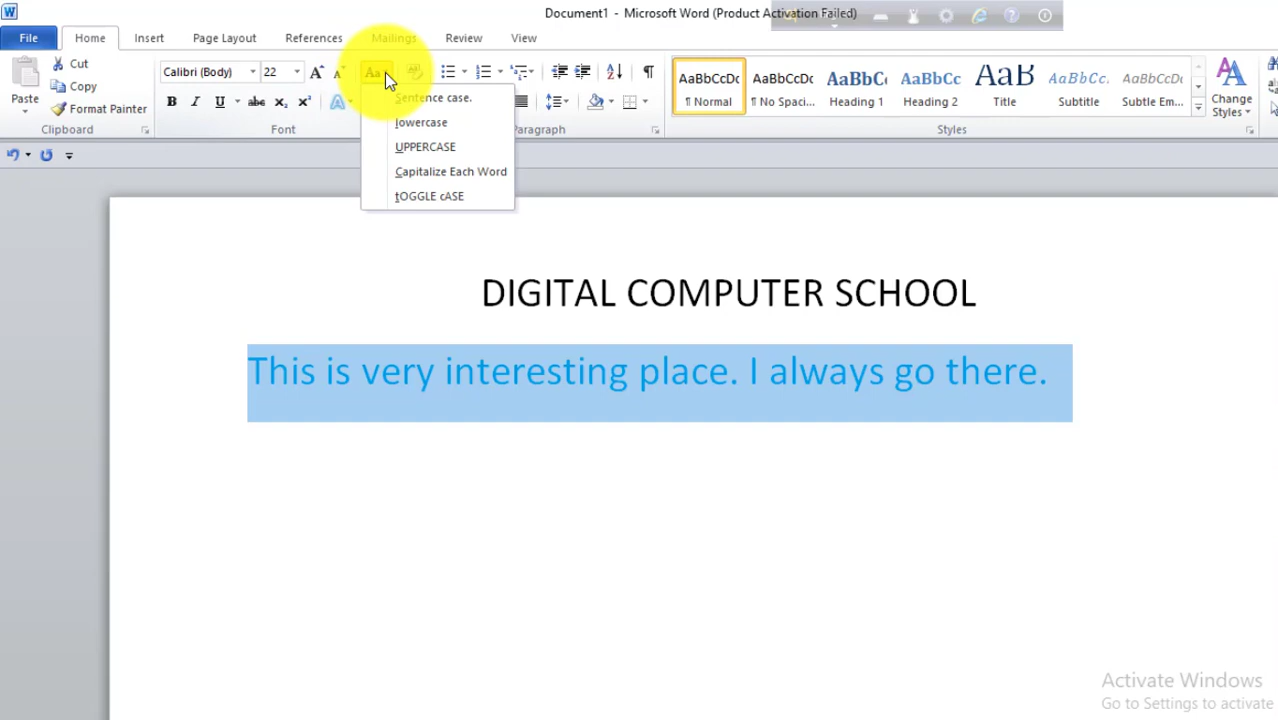 Document1 - Microsoft Word (Product Activation Failed)
File Home Insert Page Layout References Mailings Review View
Paste
Cut
Copy
Format Painter
Clipboard
Calibri (Body) 22
Font
Sentence case.
lowercase
UPPERCASE
Capitalize Each Word
tOGGLE cASE
Paragraph
AaBbCcDc AaBbCcDc AaBbCc AaBbCc AaB AaBbCc. AaBbCcDc
¶ Normal ¶ No Spaci... Heading 1 Heading 2 Title Subtitle Subtle Em...
Styles
Change
Styles
DIGITAL COMPUTER SCHOOL
This is very interesting place. I always go there.
Activate Windows
Go to Settings to activate